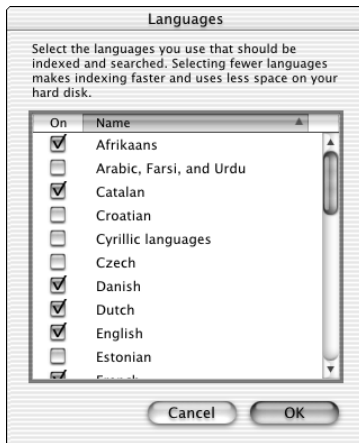 Languages
Select the languages you use that should be
indexed and searched. Selecting fewer languages
makes indexing faster and uses less space on your
hard disk.
On Name
Afrikaans
Arabic, Farsi, and Urdu
Catalan
Croatian
Cyrillic languages
Czech
Danish
Dutch
English
Estonian
Cancel OK